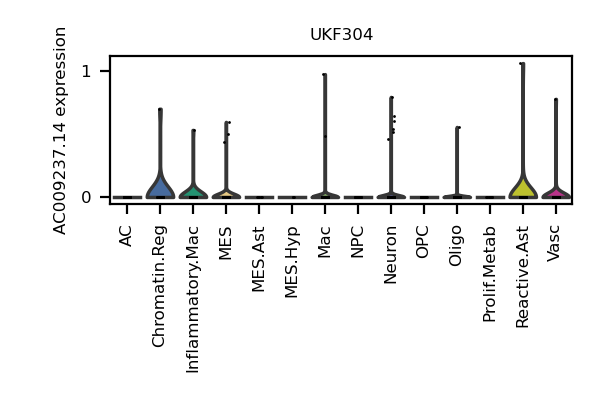 UKF304
AC009237.14 expression
1
0
AC
Chromatin.Reg
Inflammatory.Mac
MES
MES.Ast
MES.Hyp
Mac
NPC
Neuron
OPC
Oligo
Prolif.Metab
Reactive.Ast
Vasc